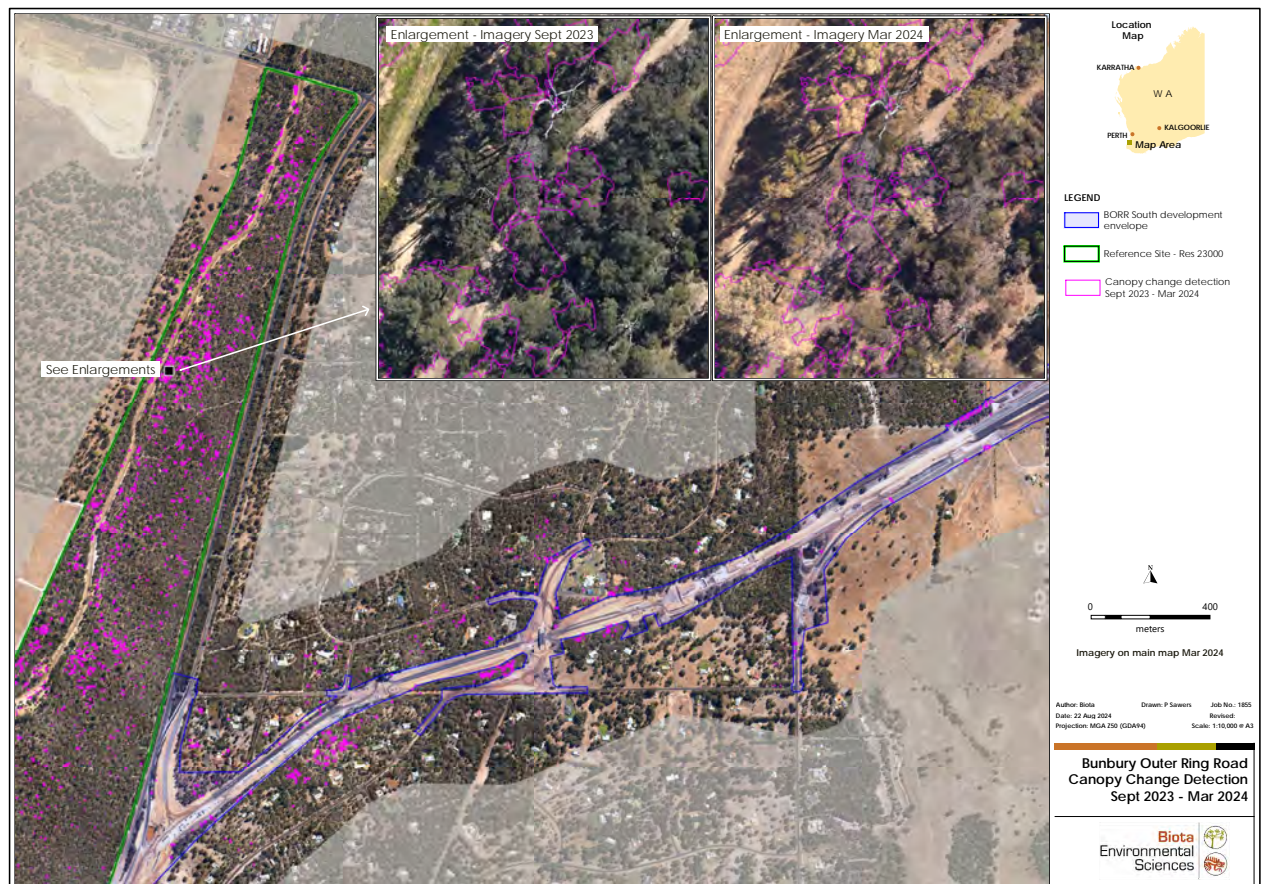 Enlargement - Imagery Sept 2023
Enlargement - Imagery Mar 2024
See Enlargements
Location
Map
KARRATHA
WA
KALGOORLIE
PERTH
Map Area
LEGEND
BORR South development
envelope
Reference Site - Res 23000
Canopy change detection
Sept 2023 - Mar 2024
N
0 400
meters
Imagery on main map Mar 2024
Author: Biota Drawn: P Sawers Job No.: 1855
Date: 22 Aug 2024 Revised:
Projection: MGA Z50 (GDA94) Scale: 1:10,000 @ A3
Bunbury Outer Ring Road
Canopy Change Detection
Sept 2023 - Mar 2024
Biota
Environmental
Sciences